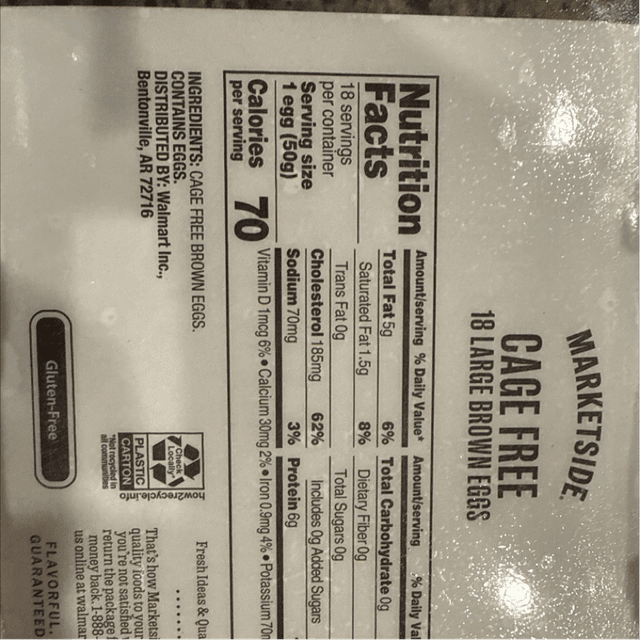 MARKETSIDE
CAGE FREE
18 LARGE BROWN EGGS
Nutrition
Facts
18 servings
per container
Serving size
1 egg (50g)
Calories 70
per serving
Amount/serving % Daily Value*
Total Fat 5g 6%
Saturated Fat 1.5g 8%
Trans Fat 0g
Cholesterol 185mg 62%
Sodium 70mg 3%
Amount/serving % Daily Val
Total Carbohydrate 0g
Dietary Fiber 0g
Total Sugars 0g
Includes 0g Added Sugars
Protein 6g
Vitamin D 1mcg 6% • Calcium 30mg 2% • Iron 0.9mg 4% • Potassium 70m
INGREDIENTS: CAGE FREE BROWN EGGS.
CONTAINS EGGS.
DISTRIBUTED BY: Walmart Inc.,
Bentonville, AR 72716
how2recycle.info
Check
Locally*
PLASTIC
CARTON
*Not recycled in
all communities
Fresh Ideas & Qua
That's how Marketsi
quality foods to your
you're not satisfied
return the package
money back. 1-888-
us online at walmar
Gluten-Free
FLAVORFUL.
GUARANTEED